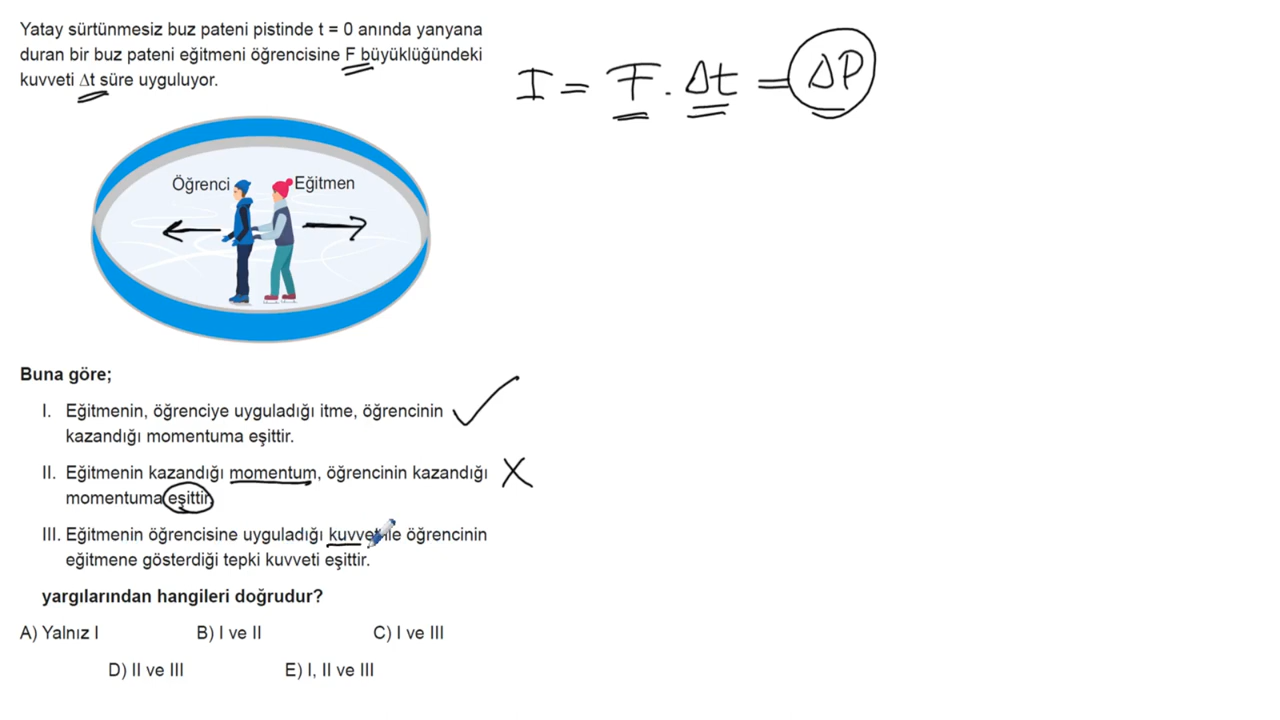 Yatay sürtünmesiz buz pateni pistinde t = 0 anında yanyana
duran bir buz pateni eğitmeni öğrencisine F büyüklüğündeki
kuvveti Δt süre uyguluyor.
I = F . Δt = ΔP
Öğrenci
Eğitmen
Buna göre;
I. Eğitmenin, öğrenciye uyguladığı itme, öğrencinin
kazandığı momentuma eşittir.
II. Eğitmenin kazandığı momentum, öğrencinin kazandığı
momentuma eşittir.
III. Eğitmenin öğrencisine uyguladığı kuvvet ile öğrencinin
eğitmene gösterdiği tepki kuvveti eşittir.
yargılarından hangileri doğrudur?
A) Yalnız I B) I ve II C) I ve III
D) II ve III E) I, II ve III